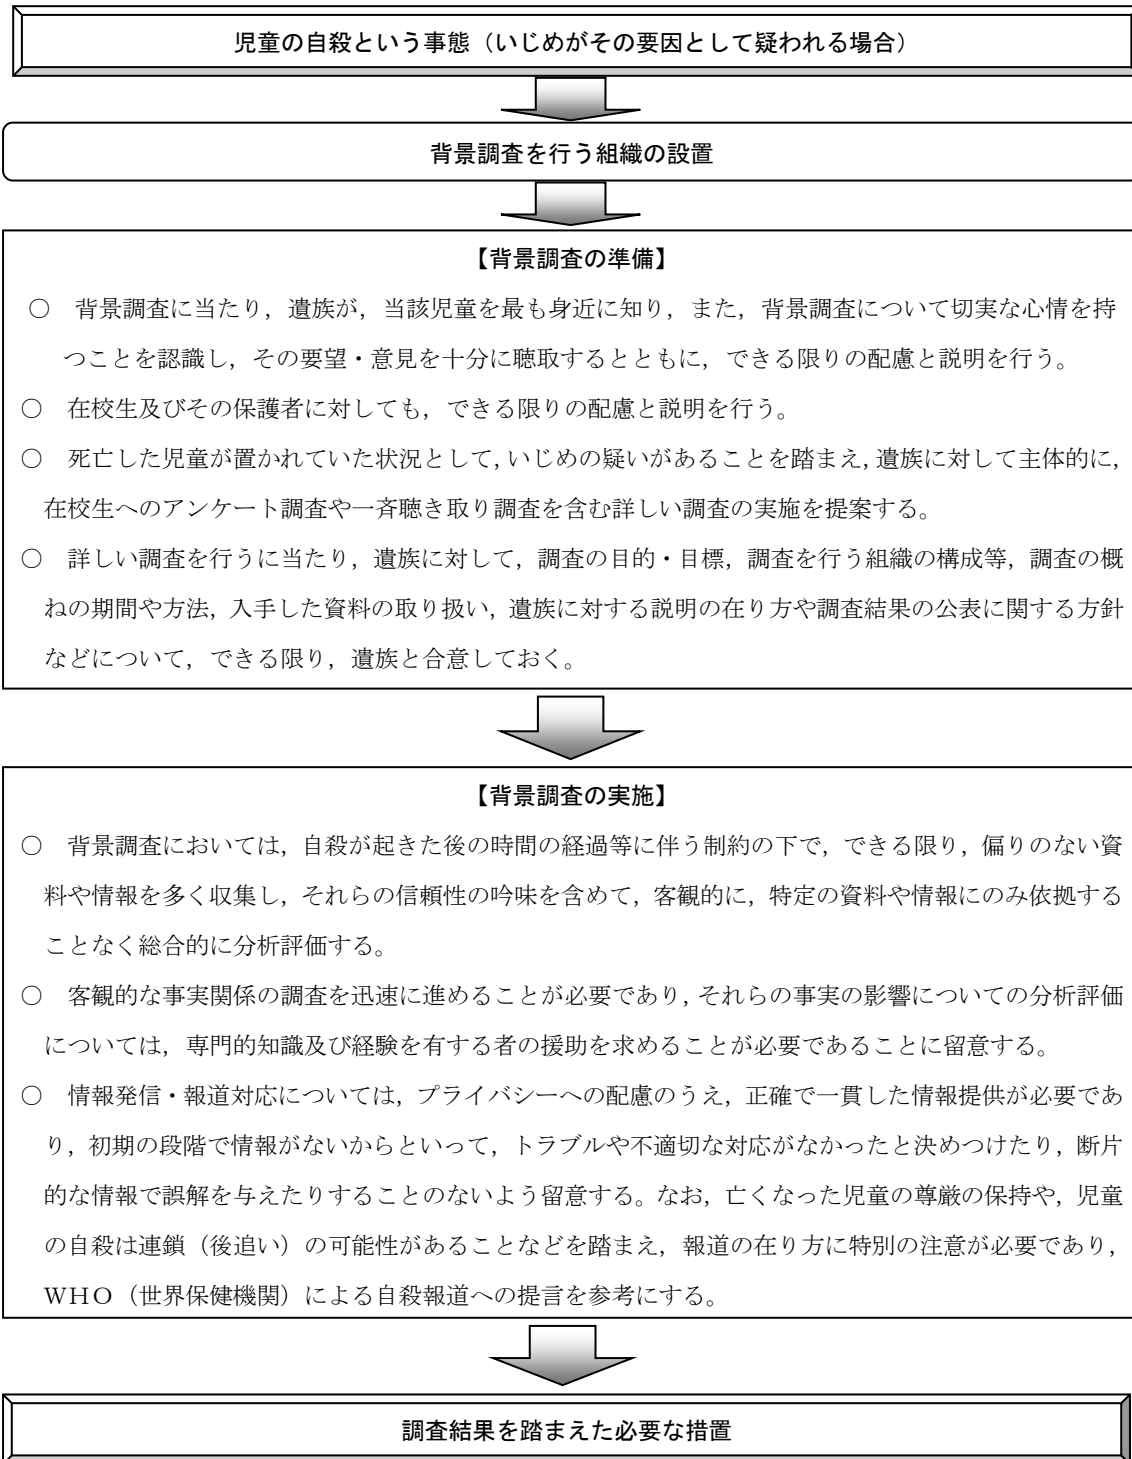 児童の自殺という事態（いじめがその要因として疑われる場合）
背景調査を行う組織の設置
【背景調査の準備】
○　背景調査に当たり，遺族が，当該児童を最も身近に知り，また，背景調査について切実な心情を持
つことを認識し，その要望・意見を十分に聴取するとともに，できる限りの配慮と説明を行う。
○　在校生及びその保護者に対しても，できる限りの配慮と説明を行う。
○　死亡した児童が置かれていた状況として，いじめの疑いがあることを踏まえ，遺族に対して主体的に，
在校生へのアンケート調査や一斉聴き取り調査を含む詳しい調査の実施を提案する。
○　詳しい調査を行うに当たり，遺族に対して，調査の目的・目標，調査を行う組織の構成等，調査の概
ねの期間や方法，入手した資料の取り扱い，遺族に対する説明の在り方や調査結果の公表に関する方針
などについて，できる限り，遺族と合意しておく。
【背景調査の実施】
○　背景調査においては，自殺が起きた後の時間の経過等に伴う制約の下で，できる限り，偏りのない資
料や情報を多く収集し，それらの信頼性の吟味を含めて，客観的に，特定の資料や情報にのみ依拠する
ことなく総合的に分析評価する。
○　客観的な事実関係の調査を迅速に進めることが必要であり，それらの事実の影響についての分析評価
については，専門的知識及び経験を有する者の援助を求めることが必要であることに留意する。
○　情報発信・報道対応については，プライバシーへの配慮のうえ，正確で一貫した情報提供が必要であ
り，初期の段階で情報がないからといって，トラブルや不適切な対応がなかったと決めつけたり，断片
的な情報で誤解を与えたりすることのないよう留意する。なお，亡くなった児童の尊厳の保持や，児童
の自殺は連鎖（後追い）の可能性があることなどを踏まえ，報道の在り方に特別の注意が必要であり，
ＷＨＯ（世界保健機関）による自殺報道への提言を参考にする。
調査結果を踏まえた必要な措置